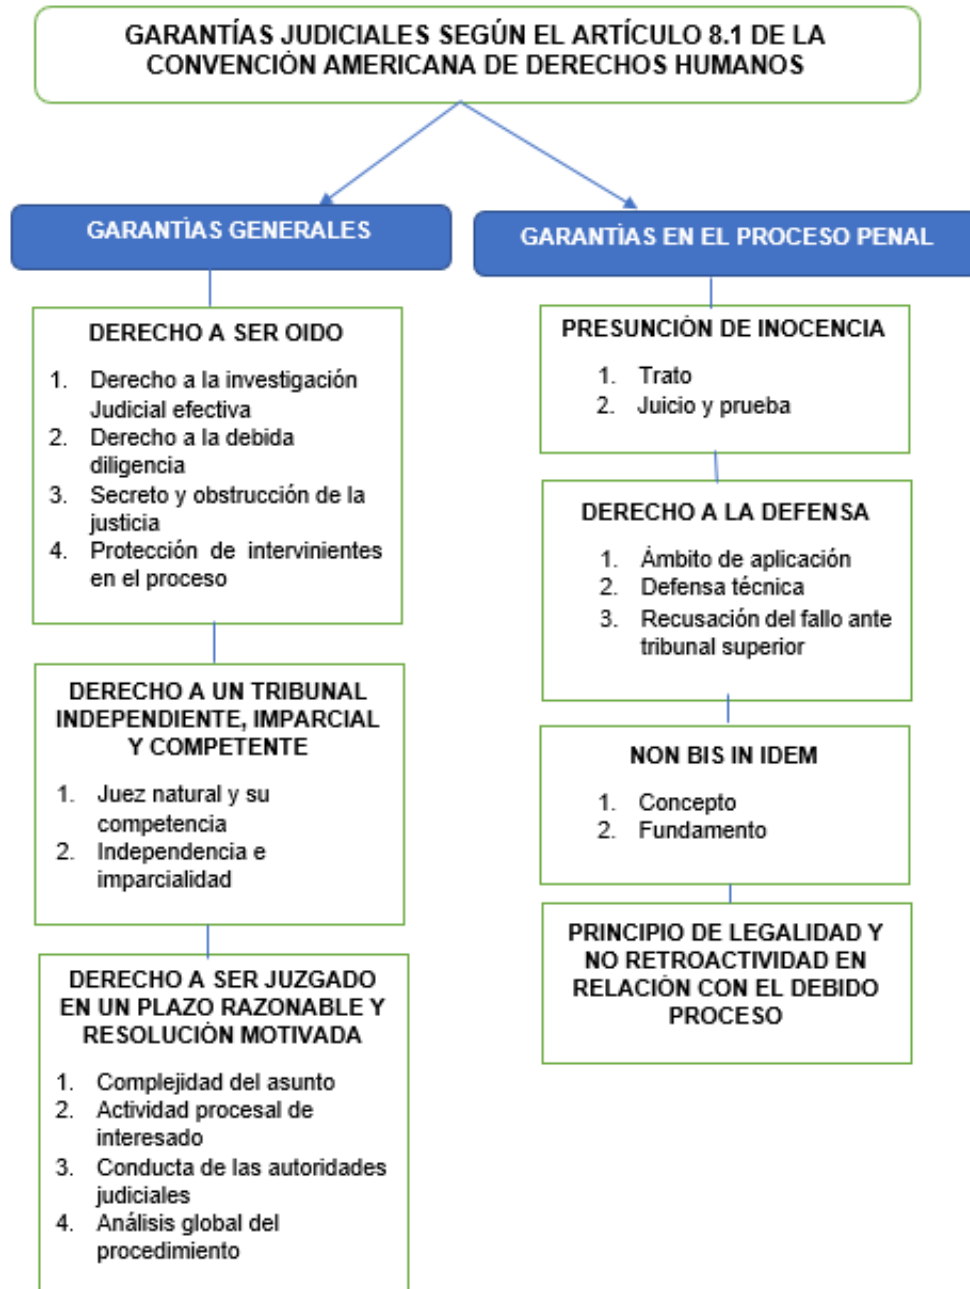 GARANTÍAS JUDICIALES SEGÚN EL ARTÍCULO 8.1 DE LA
CONVENCIÓN AMERICANA DE DERECHOS HUMANOS
GARANTÍAS GENERALES
DERECHO A SER OIDO
1. Derecho a la investigación
Judicial efectiva
2. Derecho a la debida
diligencia
3. Secreto y obstrucción de la
justicia
4. Protección de intervinientes
en el proceso
DERECHO A UN TRIBUNAL
INDEPENDIENTE, IMPARCIAL
Y COMPETENTE
1. Juez natural y su
competencia
2. Independencia e
imparcialidad
DERECHO A SER JUZGADO
EN UN PLAZO RAZONABLE Y
RESOLUCIÓN MOTIVADA
1. Complejidad del asunto
2. Actividad procesal de
interesado
3. Conducta de las autoridades
judiciales
4. Análisis global del
procedimiento
GARANTÍAS EN EL PROCESO PENAL
PRESUNCIÓN DE INOCENCIA
1. Trato
2. Juicio y prueba
DERECHO A LA DEFENSA
1. Ámbito de aplicación
2. Defensa técnica
3. Recusación del fallo ante
tribunal superior
NON BIS IN IDEM
1. Concepto
2. Fundamento
PRINCIPIO DE LEGALIDAD Y
NO RETROACTIVIDAD EN
RELACIÓN CON EL DEBIDO
PROCESO